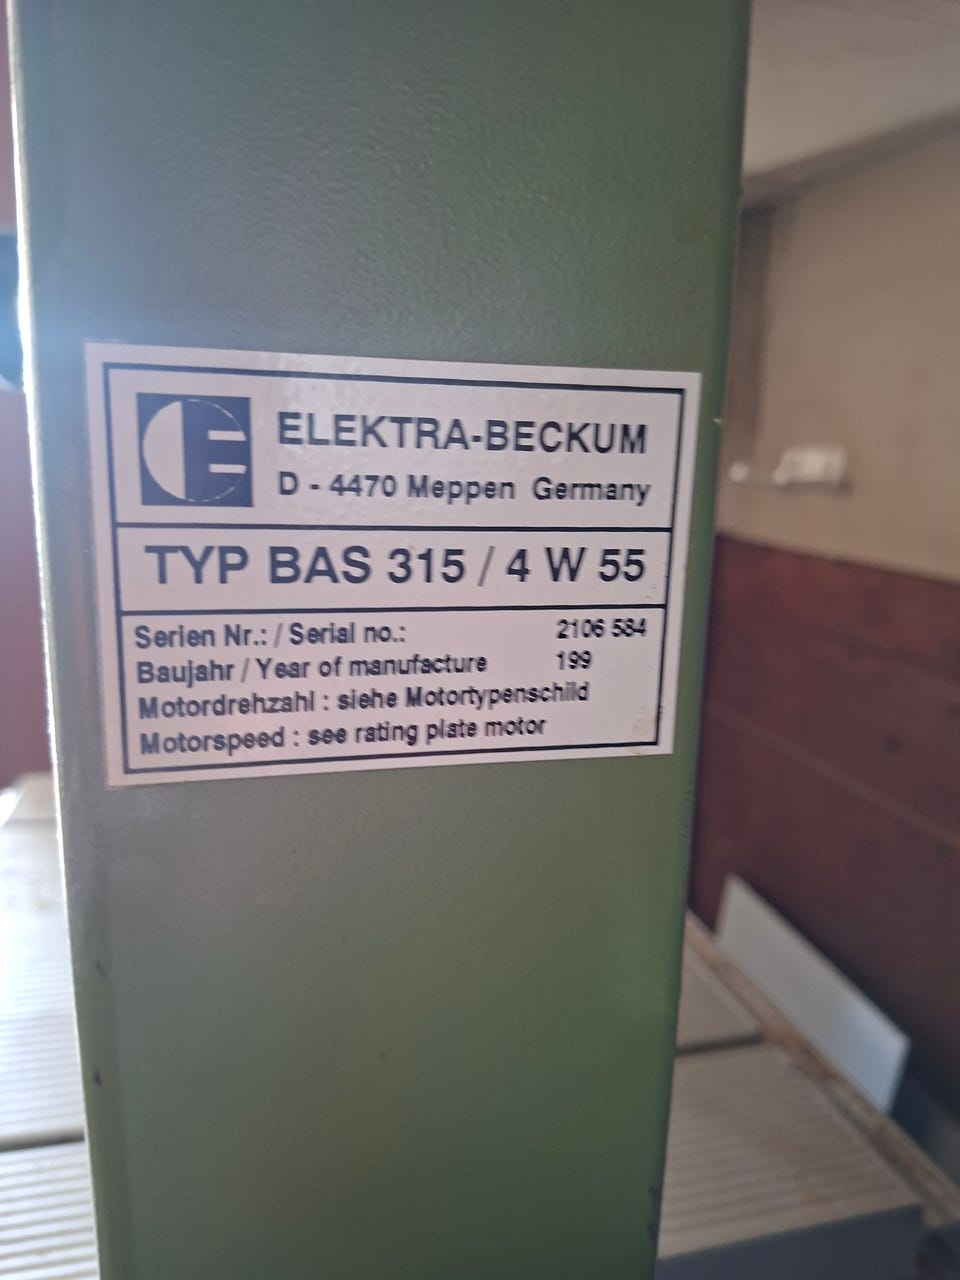 ELEKTRA-BECKUM
D - 4470 Meppen Germany
TYP BAS 315 / 4 W 55
Serien Nr.: / Serial no.: 2106 584
Baujahr / Year of manufacture 199
Motordrehzahl : siehe Motortypenschild
Motorspeed : see rating plate motor